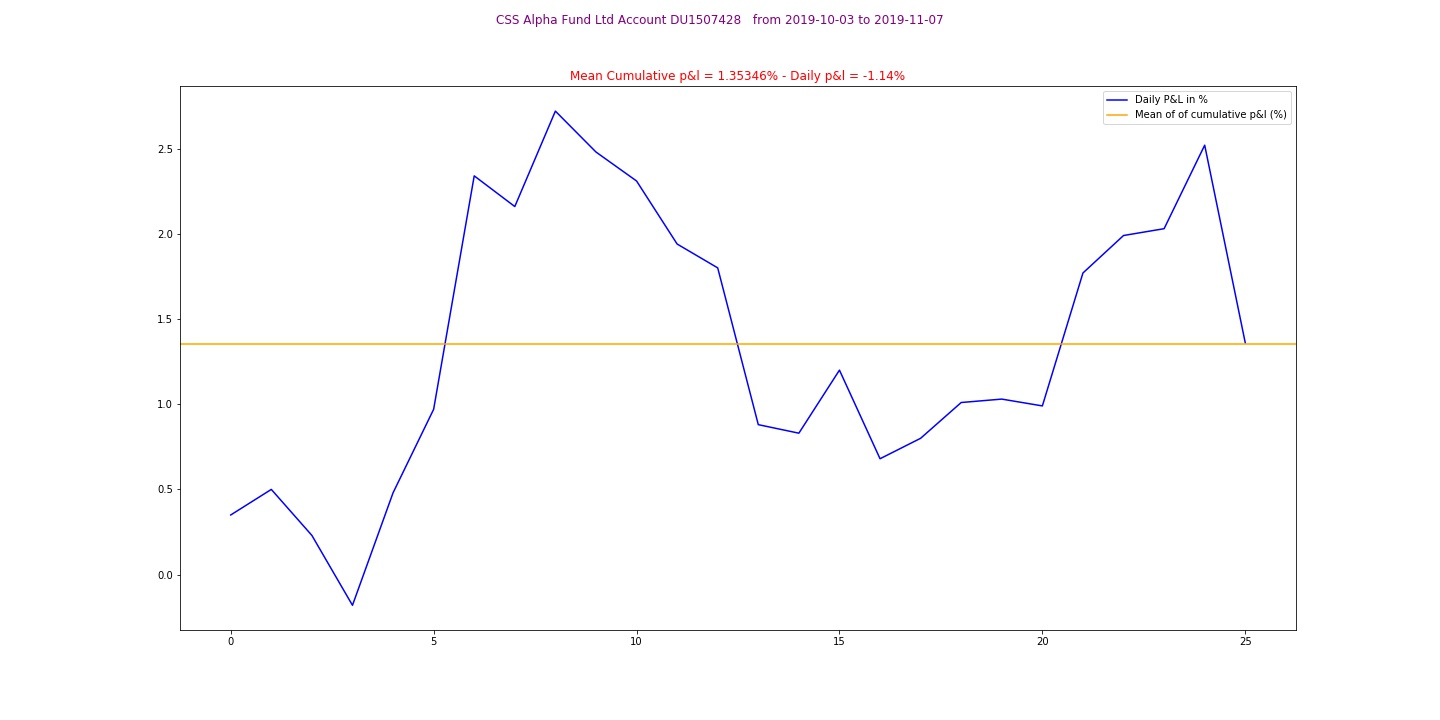 CSS Alpha Fund Ltd Account DU1507428   from 2019-10-03 to 2019-11-07
Mean Cumulative p&l = 1.35346% - Daily p&l = -1.14%
Daily P&L in %
Mean of of cumulative p&l (%)
2.5
2.0
1.5
1.0
0.5
0.0
0 5 10 15 20 25